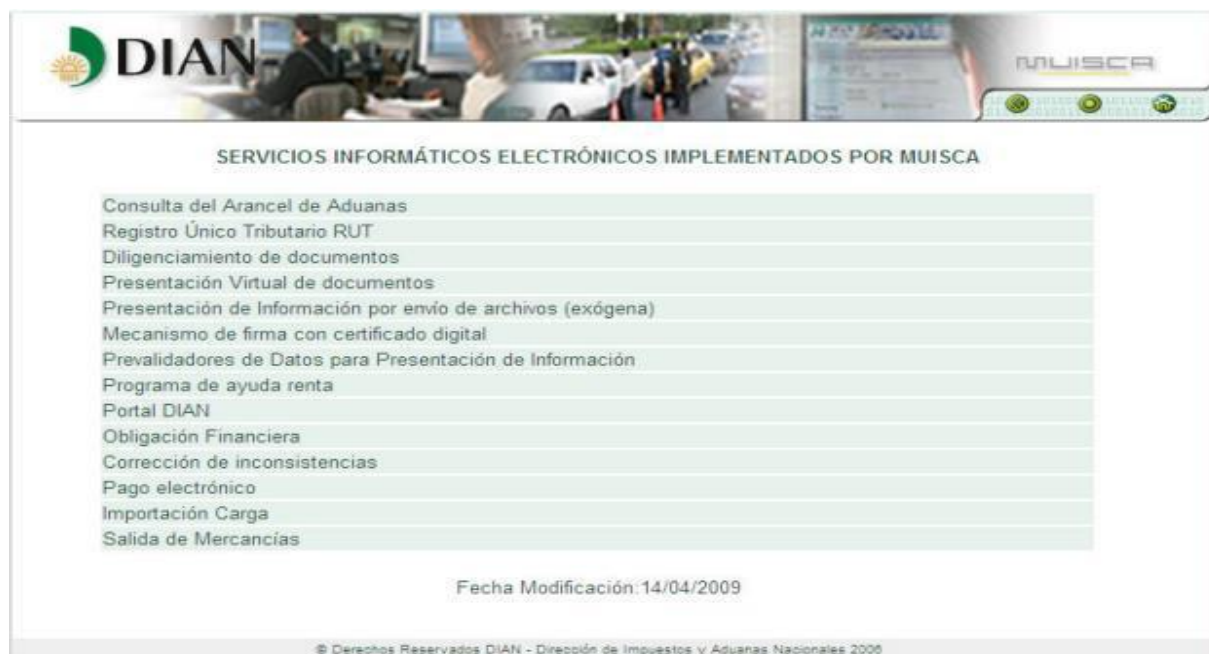 DIAN
MUISCA
SERVICIOS INFORMÁTICOS ELECTRÓNICOS IMPLEMENTADOS POR MUISCA
Consulta del Arancel de Aduanas
Registro Único Tributario RUT
Diligenciamiento de documentos
Presentación Virtual de documentos
Presentación de Información por envío de archivos (exógena)
Mecanismo de firma con certificado digital
Prevalidadores de Datos para Presentación de Información
Programa de ayuda renta
Portal DIAN
Obligación Financiera
Corrección de inconsistencias
Pago electrónico
Importación Carga
Salida de Mercancías
Fecha Modificación:14/04/2009
© Derechos Reservados DIAN - Dirección de Impuestos y Aduanas Nacionales 2006